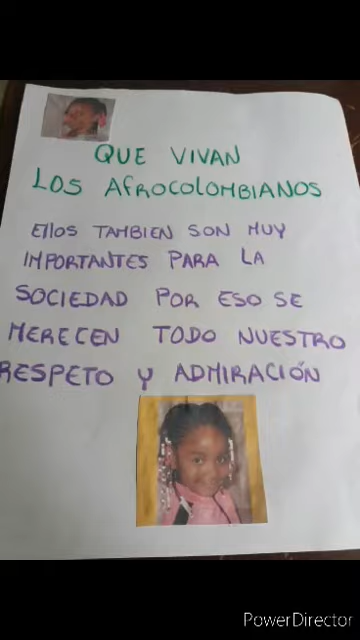 QUE VIVAN
LOS AFROCOLOMBIANOS
EllOS TAMBIEN SON MUY
IMPORTANTES PARA LA
SOCIEDAD POR ESO SE
MERECEN TODO NUESTRO
RESPETO Y ADMIRACIÓN
PowerDirector